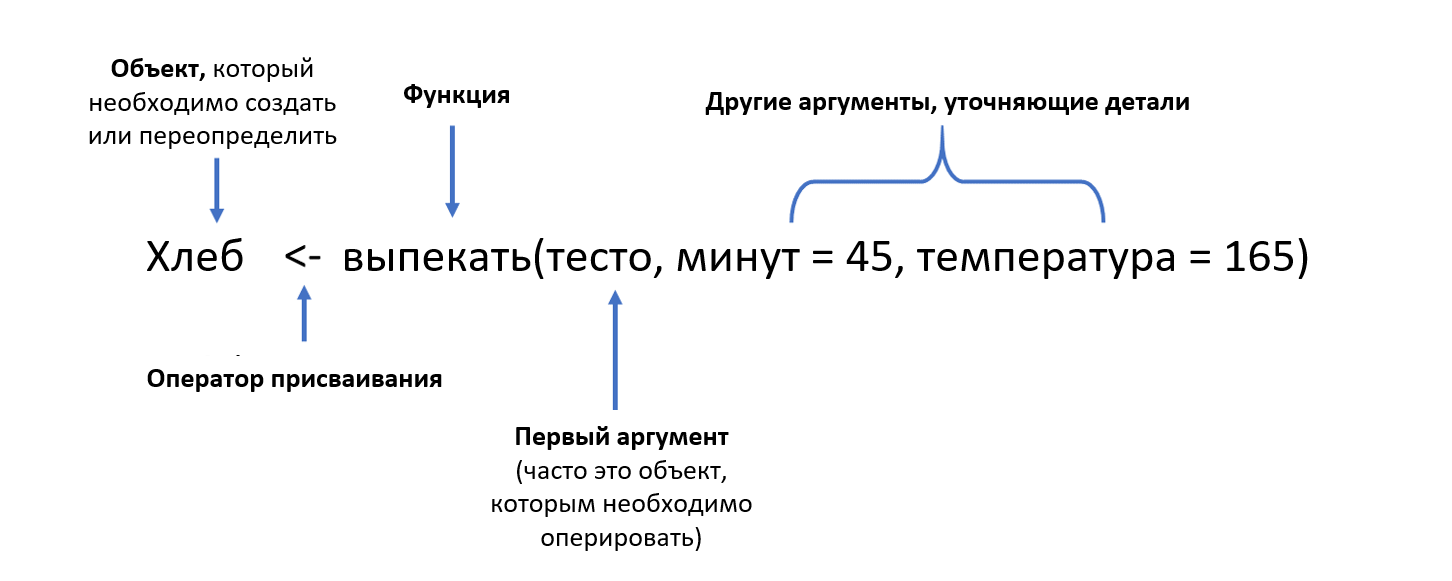 Объект, который
необходимо создать
или переопределить
Функция
Другие аргументы, уточняющие детали
Хлеб <- выпекать(тесто, минут = 45, температура = 165)
Оператор присваивания
Первый аргумент
(часто это объект,
которым необходимо
оперировать)